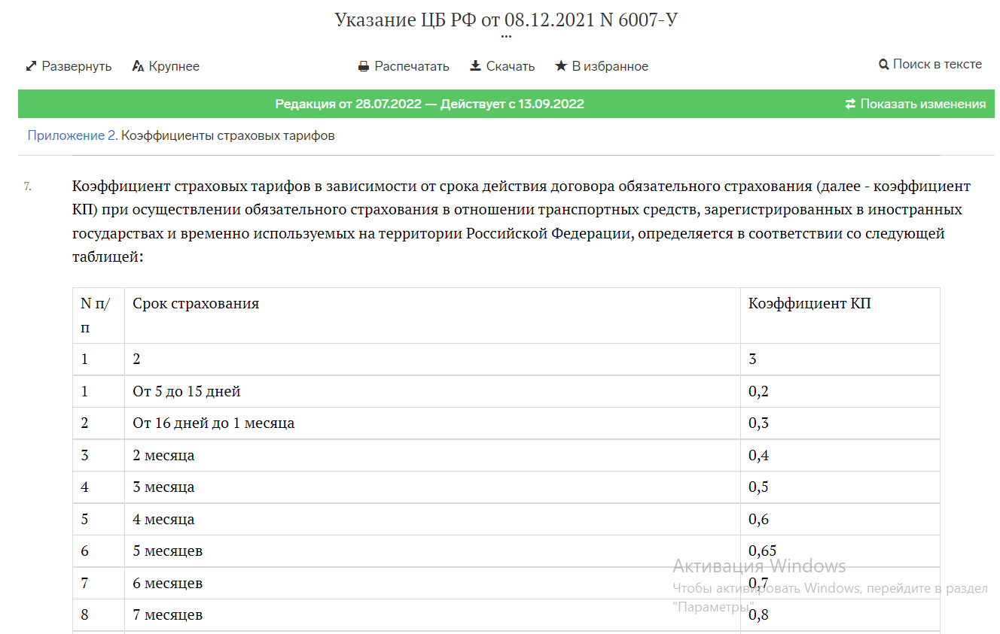 Указание ЦБ РФ от 08.12.2021 N 6007-У
...
Развернуть Крупнее Распечатать Скачать В избранное Поиск в тексте
Редакция от 28.07.2022 — Действует с 13.09.2022 Показать изменения
Приложение 2. Коэффициенты страховых тарифов
7. Коэффициент страховых тарифов в зависимости от срока действия договора обязательного страхования (далее - коэффициент
КП) при осуществлении обязательного страхования в отношении транспортных средств, зарегистрированных в иностранных
государствах и временно используемых на территории Российской Федерации, определяется в соответствии со следующей
таблицей:
N п/ Срок страхования Коэффициент КП
п
1 2 3
1 От 5 до 15 дней 0,2
2 От 16 дней до 1 месяца 0,3
3 2 месяца 0,4
4 3 месяца 0,5
5 4 месяца 0,6
6 5 месяцев 0,65
Активация Windows
7 6 месяцев 0,7
Чтобы активировать Windows, перейдите в раздел
"Параметры"
8 7 месяцев 0,8